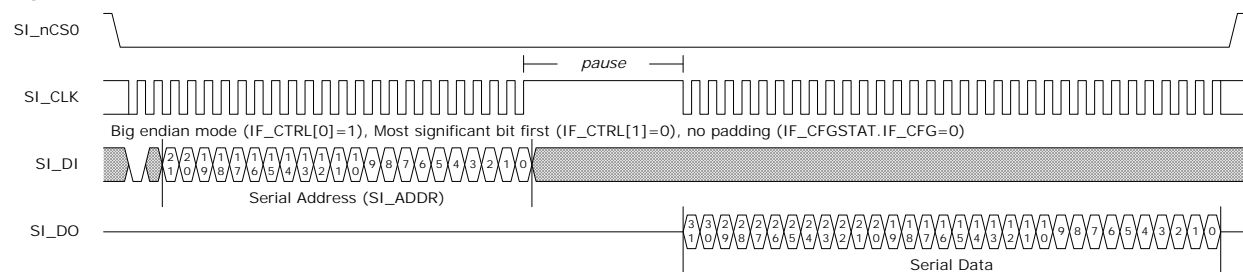 SI_nCS0
pause
SI_CLK
Big endian mode (IF_CTRL[0]=1), Most significant bit first (IF_CTRL[1]=0), no padding (IF_CFGSTAT.IF_CFG=0)
SI_DI 21 20 19 18 17 16 15 14 13 12 11 10 9 8 7 6 5 4 3 2 1 0
Serial Address (SI_ADDR)
SI_DO 31 30 29 28 27 26 25 24 23 22 21 20 19 18 17 16 15 14 13 12 11 10 9 8 7 6 5 4 3 2 1 0
Serial Data